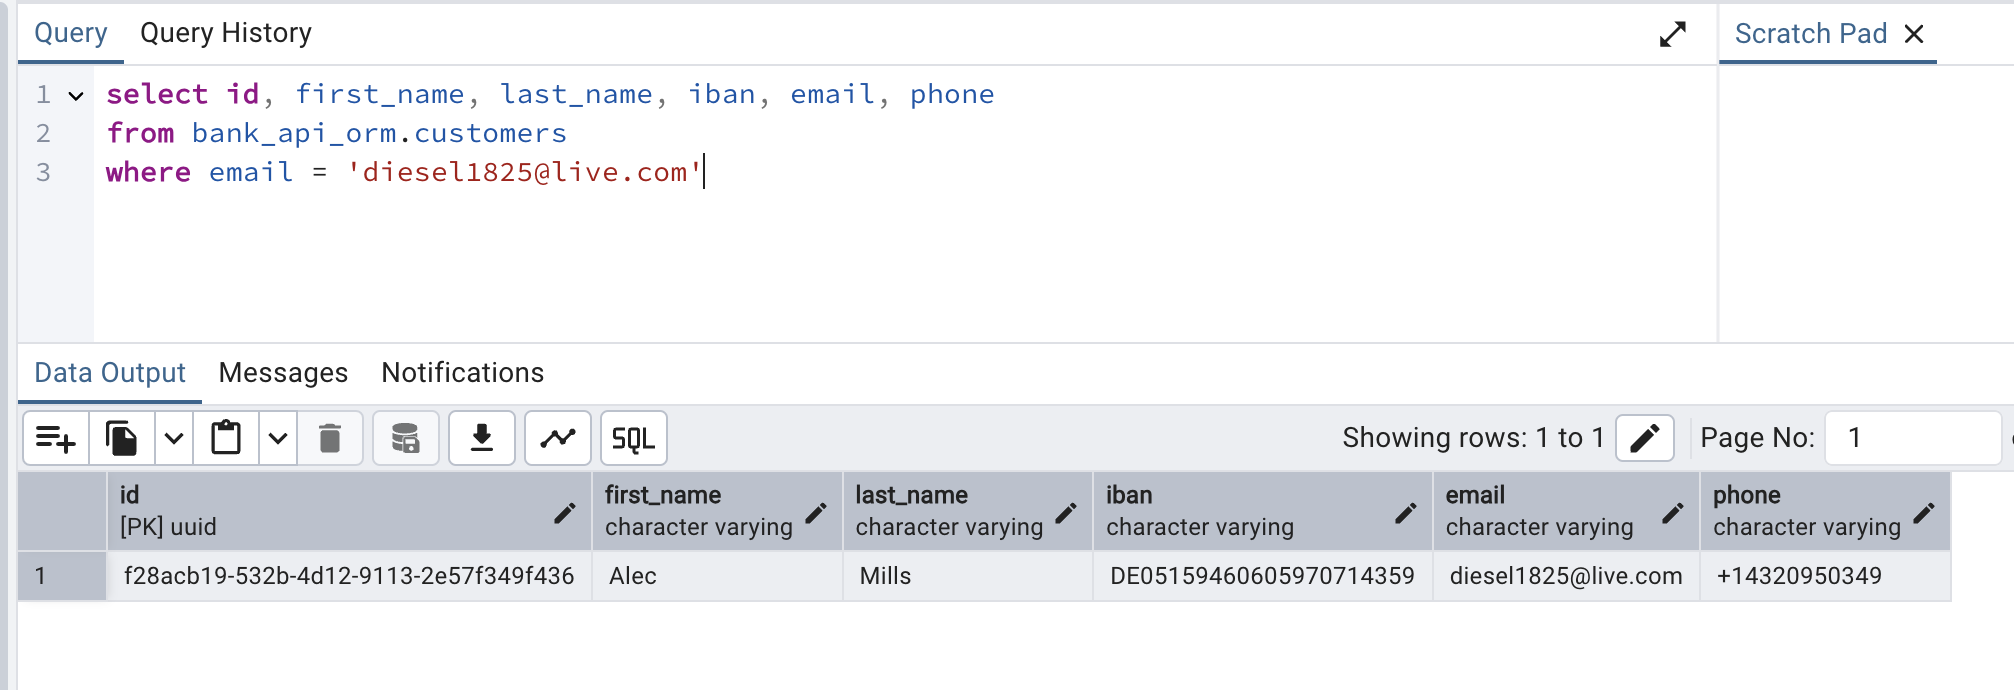 Query Query History Scratch Pad
1 select id, first_name, last_name, iban, email, phone
2 from bank_api_orm.customers
3 where email = 'diesel1825@live.com'
Data Output Messages Notifications
SQL Showing rows: 1 to 1 Page No: 1
id first_name last_name iban email phone
[PK] uuid character varying character varying character varying character varying character varying
1 f28acb19-532b-4d12-9113-2e57f349f436 Alec Mills DE05159460605970714359 diesel1825@live.com +14320950349